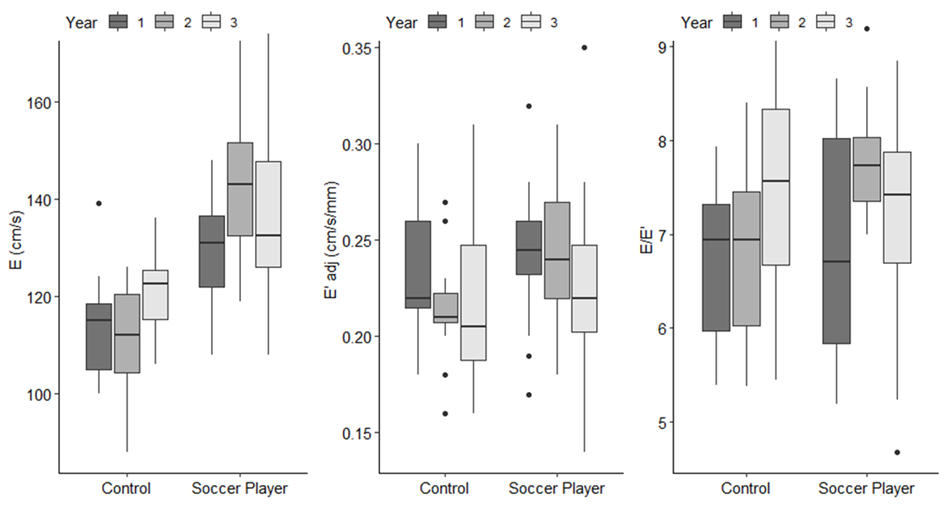 Year 1 2 3
E (cm/s)
160
140
120
100
Control Soccer Player
Year 1 2 3
E' adj (cm/s/mm)
0.35
0.30
0.25
0.20
0.15
Control Soccer Player
Year 1 2 3
E/E'
9
8
7
6
5
Control Soccer Player